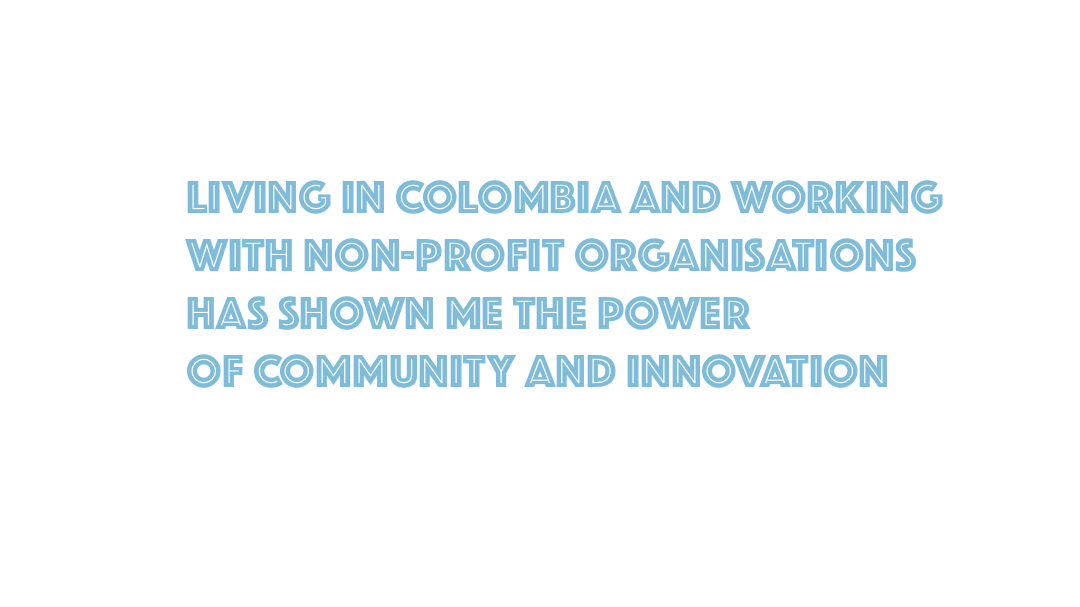 LIVING IN COLOMBIA AND WORKING
WITH NON-PROFIT ORGANISATIONS
HAS SHOWN ME THE POWER
OF COMMUNITY AND INNOVATION